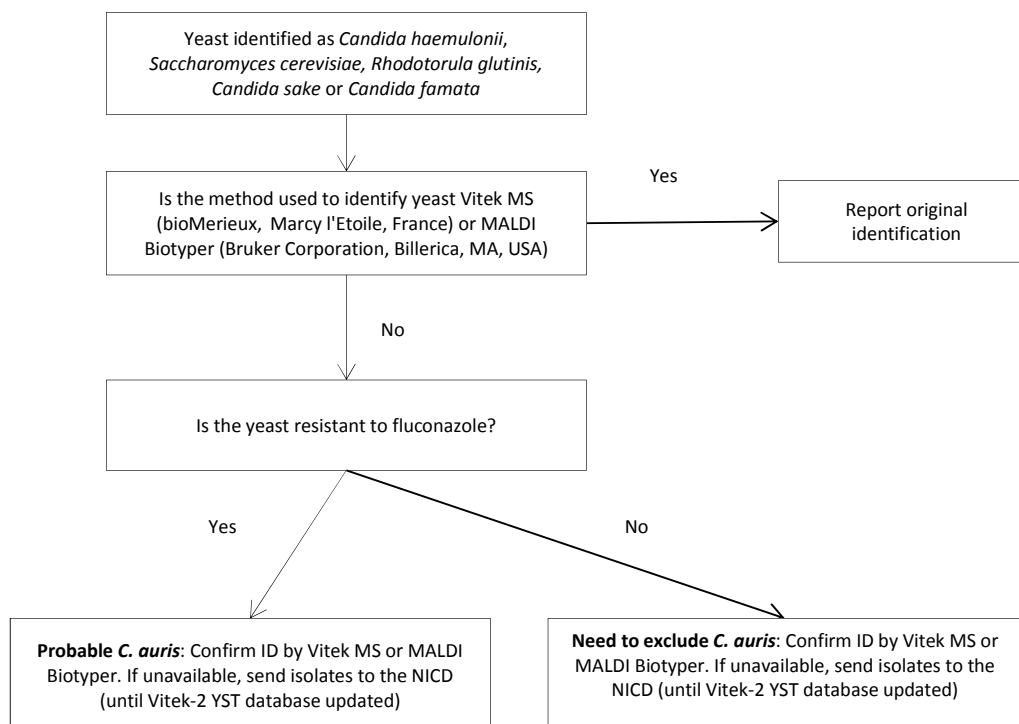 Yeast identified as Candida haemulonii,
Saccharomyces cerevisiae, Rhodotorula glutinis,
Candida sake or Candida famata
Is the method used to identify yeast Vitek MS
(bioMerieux, Marcy l'Etoile, France) or MALDI
Biotyper (Bruker Corporation, Billerica, MA, USA)
Yes
Report original
identification
No
Is the yeast resistant to fluconazole?
Yes
No
Probable C. auris: Confirm ID by Vitek MS or MALDI
Biotyper. If unavailable, send isolates to the NICD
(until Vitek-2 YST database updated)
Need to exclude C. auris: Confirm ID by Vitek MS or
MALDI Biotyper. If unavailable, send isolates to the
NICD (until Vitek-2 YST database updated)